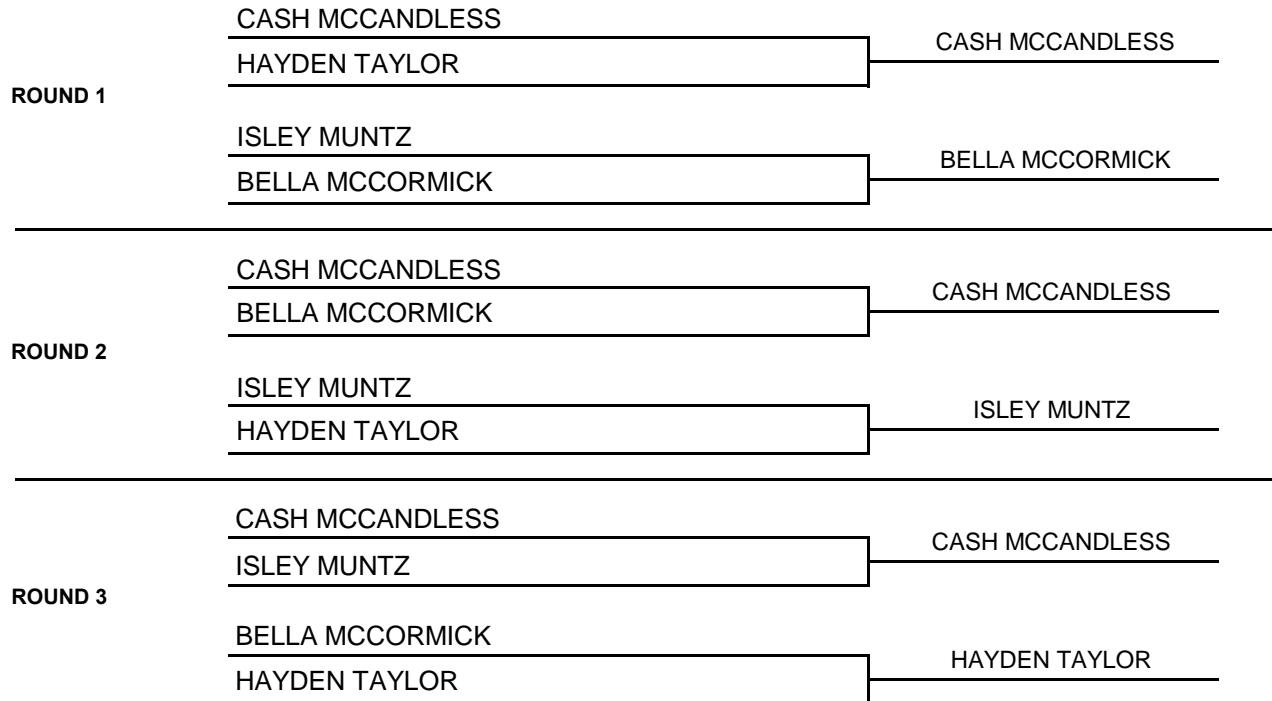 CASH MCCANDLESS
CASH MCCANDLESS
HAYDEN TAYLOR
ROUND 1
ISLEY MUNTZ
BELLA MCCORMICK
BELLA MCCORMICK
CASH MCCANDLESS
CASH MCCANDLESS
BELLA MCCORMICK
ROUND 2
ISLEY MUNTZ
ISLEY MUNTZ
HAYDEN TAYLOR
CASH MCCANDLESS
CASH MCCANDLESS
ISLEY MUNTZ
ROUND 3
BELLA MCCORMICK
HAYDEN TAYLOR
HAYDEN TAYLOR